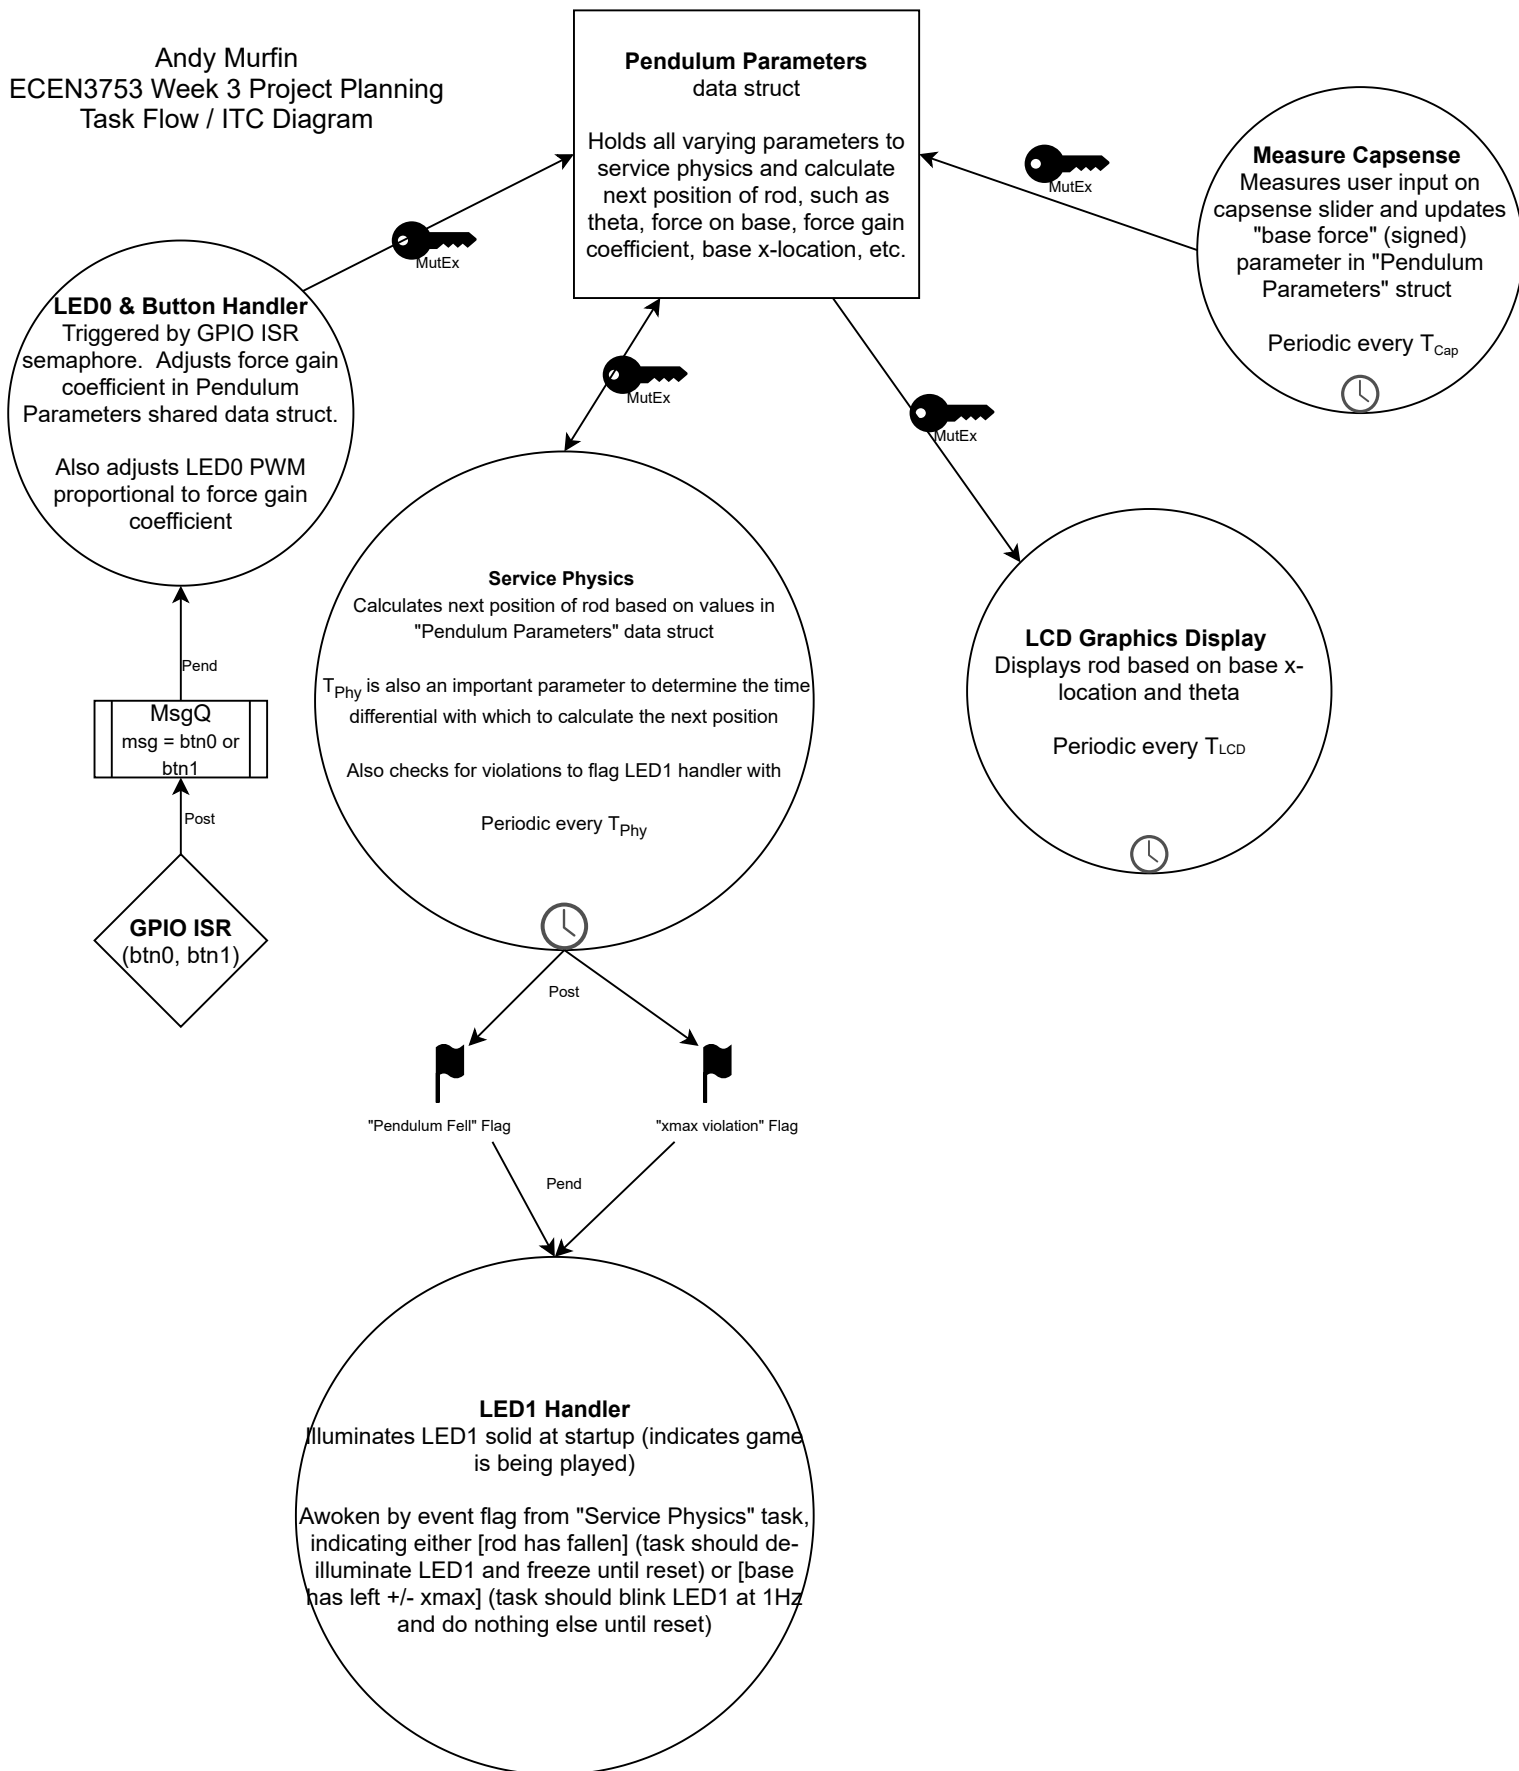 Andy Murfin
ECEN3753 Week 3 Project Planning
Task Flow / ITC Diagram
Pendulum Parameters
data struct
Holds all varying parameters to
service physics and calculate
next position of rod, such as
theta, force on base, force gain
coefficient, base x-location, etc.
MutEx
Measure Capsense
Measures user input on
capsense slider and updates
"base force" (signed)
parameter in "Pendulum
Parameters" struct
Periodic every TCap
MutEx
LED0 & Button Handler
Triggered by GPIO ISR
semaphore.  Adjusts force gain
coefficient in Pendulum
Parameters shared data struct.
Also adjusts LED0 PWM
proportional to force gain
coefficient
MutEx
MutEx
Service Physics
Calculates next position of rod based on values in
"Pendulum Parameters" data struct
TPhy is also an important parameter to determine the time
differential with which to calculate the next position
Also checks for violations to flag LED1 handler with
Periodic every TPhy
LCD Graphics Display
Displays rod based on base x-
location and theta
Periodic every TLCD
Pend
MsgQ
msg = btn0 or
btn1
Post
GPIO ISR
(btn0, btn1)
Post
"Pendulum Fell" Flag
"xmax violation" Flag
Pend
LED1 Handler
Illuminates LED1 solid at startup (indicates game
is being played)
Awoken by event flag from "Service Physics" task,
indicating either [rod has fallen] (task should de-
illuminate LED1 and freeze until reset) or [base
has left +/- xmax] (task should blink LED1 at 1Hz
and do nothing else until reset)